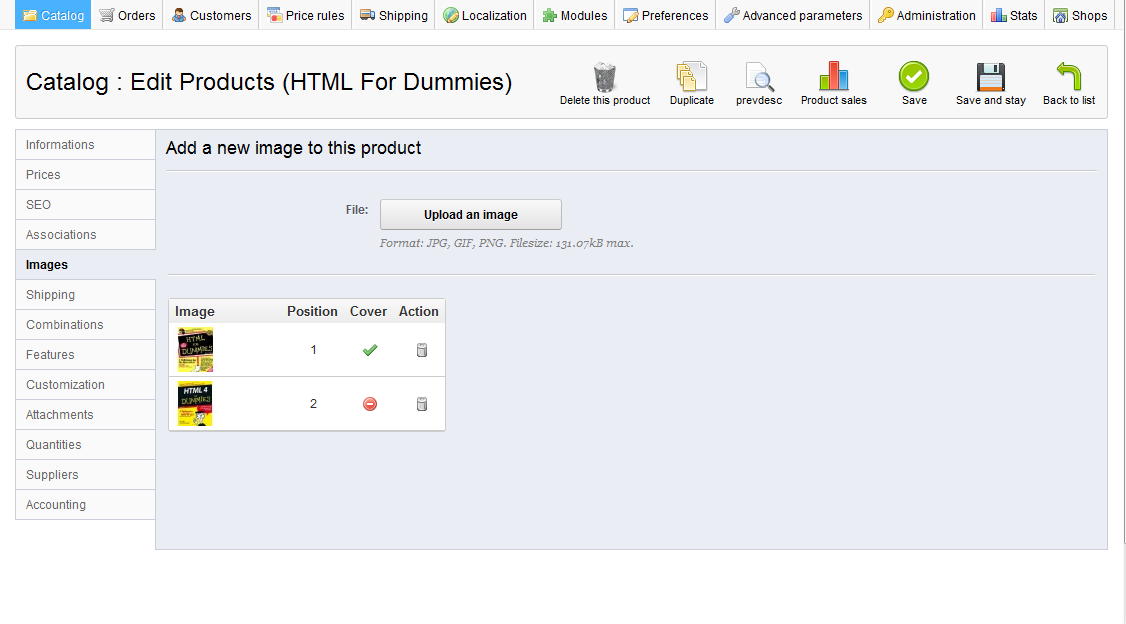 Catalog Orders Customers Price rules Shipping Localization Modules Preferences Advanced parameters Administration Stats Shops
Catalog : Edit Products (HTML For Dummies)
Delete this product Duplicate prevdesc Product sales Save Save and stay Back to list
Informations
Prices
SEO
Associations
Images
Shipping
Combinations
Features
Customization
Attachments
Quantities
Suppliers
Accounting
Add a new image to this product
File: Upload an image
Format: JPG, GIF, PNG. Filesize: 131.07kB max.
Image Position Cover Action
HTML
FOR
DUMMIES
1
HTML 4
DUMMIES
2